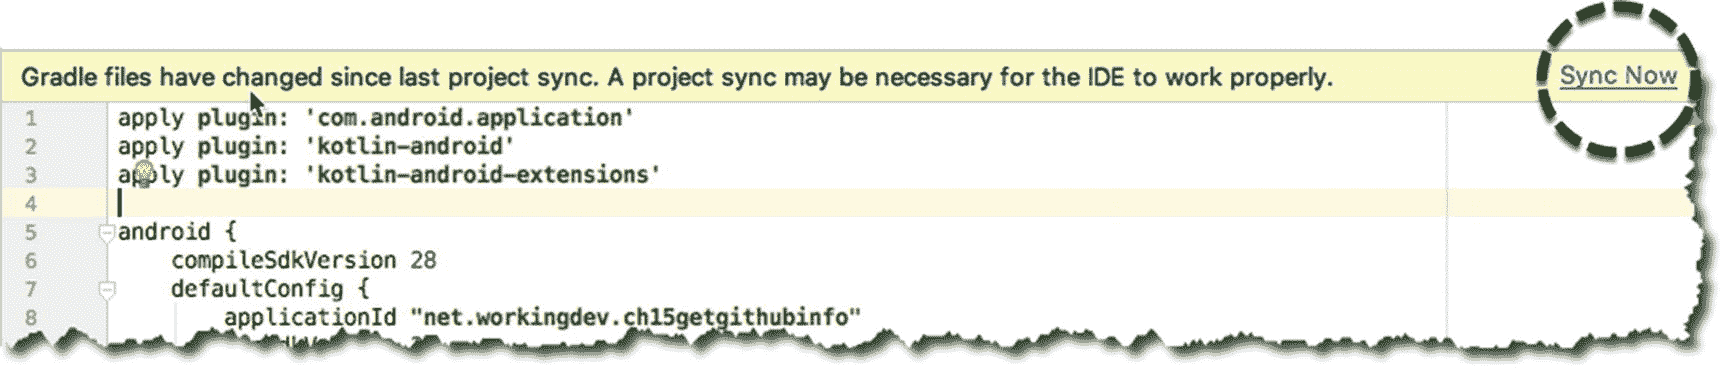 Gradle files have changed since last project sync. A project sync may be necessary for the IDE to work properly. Sync Now
1 apply plugin: 'com.android.application'
2 apply plugin: 'kotlin-android'
3 apply plugin: 'kotlin-android-extensions'
4
5 android {
6 compileSdkVersion 28
7 defaultConfig {
8 applicationId "net.workingdev.ch15getgithubinfo"